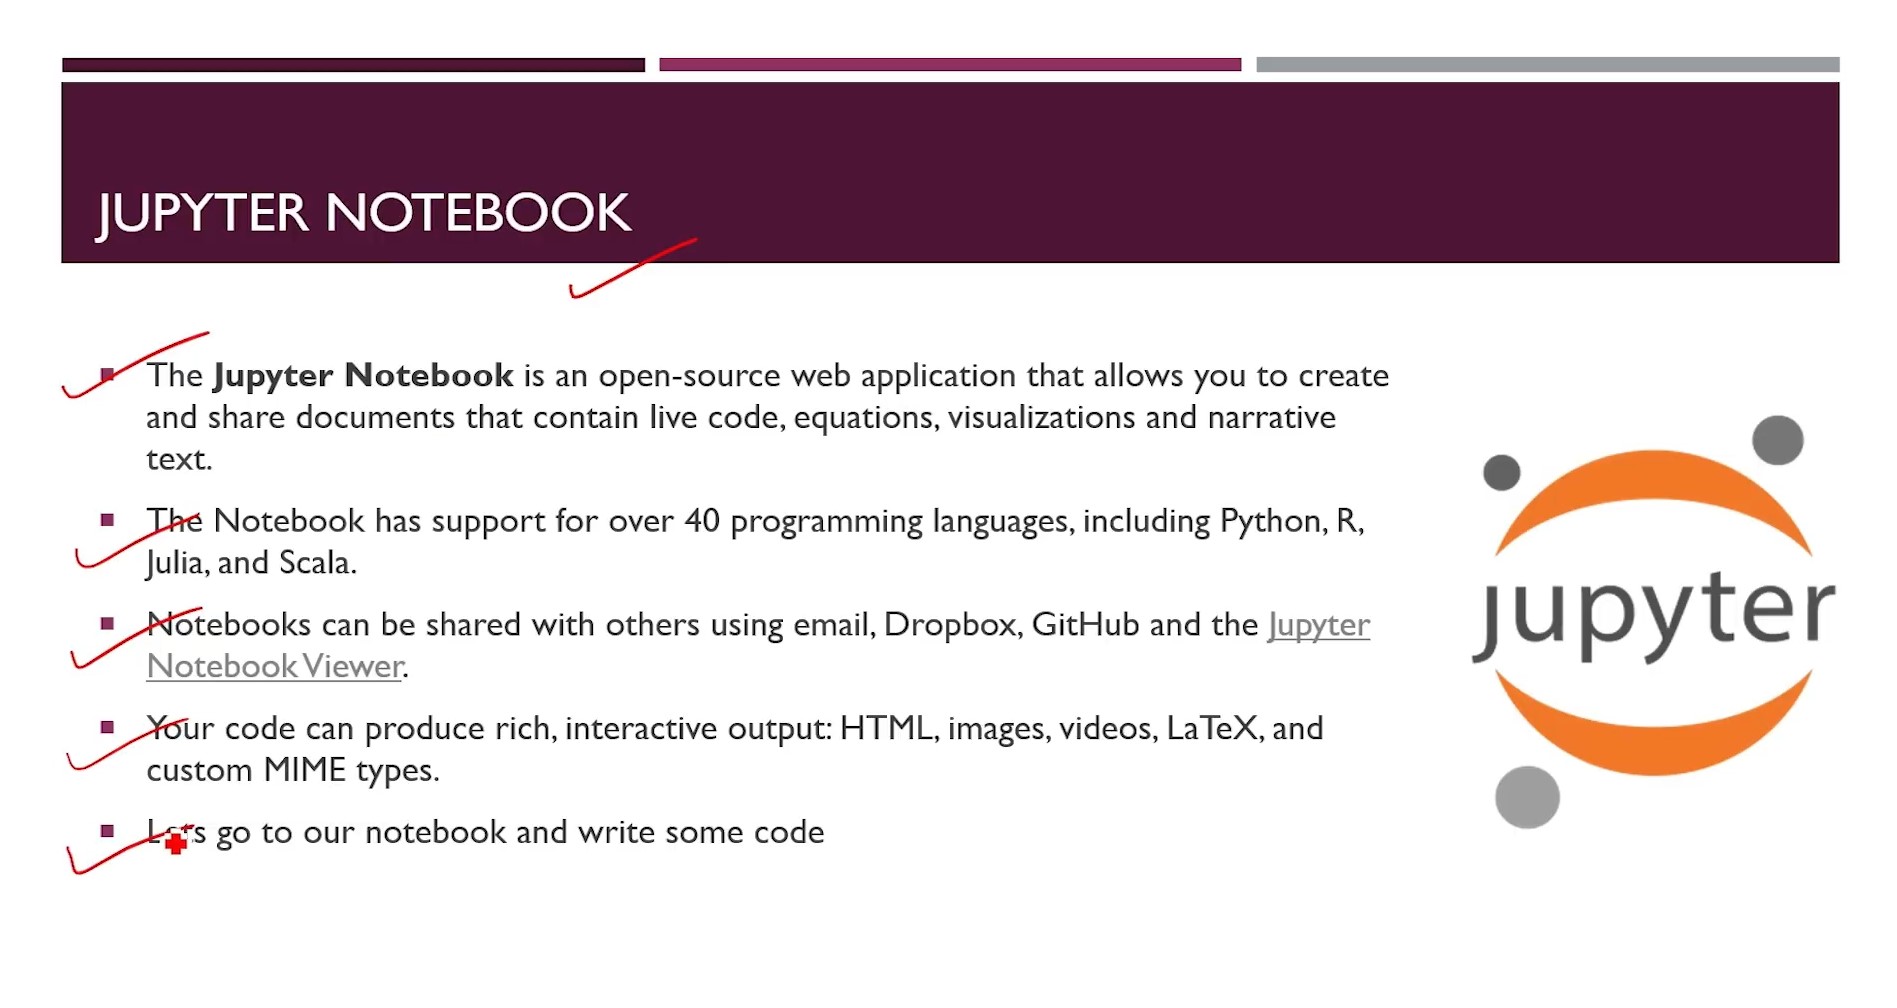 JUPYTER NOTEBOOK
The Jupyter Notebook is an open-source web application that allows you to create
and share documents that contain live code, equations, visualizations and narrative
text.
The Notebook has support for over 40 programming languages, including Python, R,
Julia, and Scala.
Notebooks can be shared with others using email, Dropbox, GitHub and the Jupyter
Notebook Viewer.
Your code can produce rich, interactive output: HTML, images, videos, LaTeX, and
custom MIME types.
Lets go to our notebook and write some code
jupyter